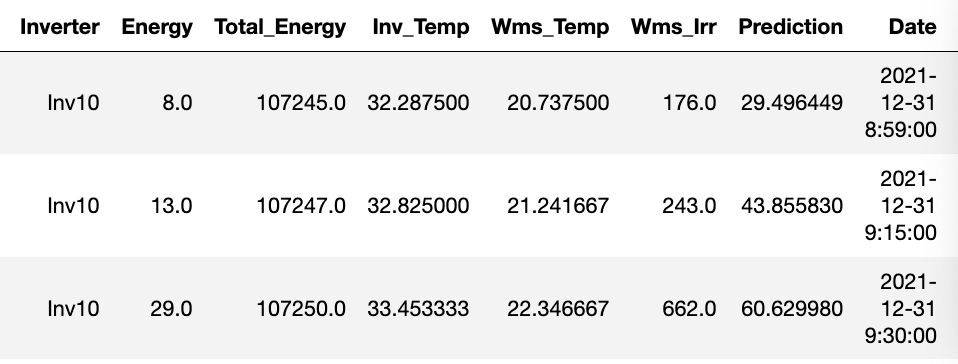 Inverter Energy Total_Energy Inv_Temp Wms_Temp Wms_Irr Prediction Date
2021-
Inv10 8.0 107245.0 32.287500 20.737500 176.0 29.496449 12-31
8:59:00
2021-
Inv10 13.0 107247.0 32.825000 21.241667 243.0 43.855830 12-31
9:15:00
2021-
Inv10 29.0 107250.0 33.453333 22.346667 662.0 60.629980 12-31
9:30:00